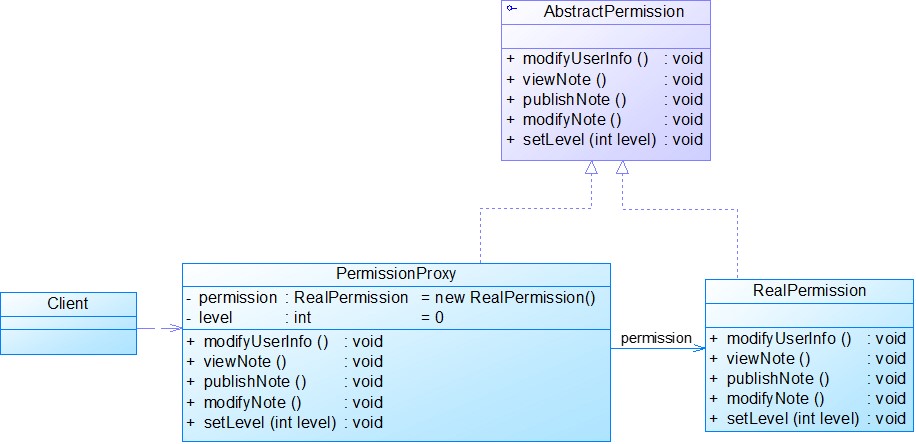 AbstractPermission
+ modifyUserInfo () : void
+ viewNote () : void
+ publishNote () : void
+ modifyNote () : void
+ setLevel (int level) : void
PermissionProxy
- permission : RealPermission = new RealPermission()
- level : int = 0
+ modifyUserInfo () : void
+ viewNote () : void
+ publishNote () : void
+ modifyNote () : void
+ setLevel (int level) : void
Client
permission
RealPermission
+ modifyUserInfo () : void
+ viewNote () : void
+ publishNote () : void
+ modifyNote () : void
+ setLevel (int level) : void